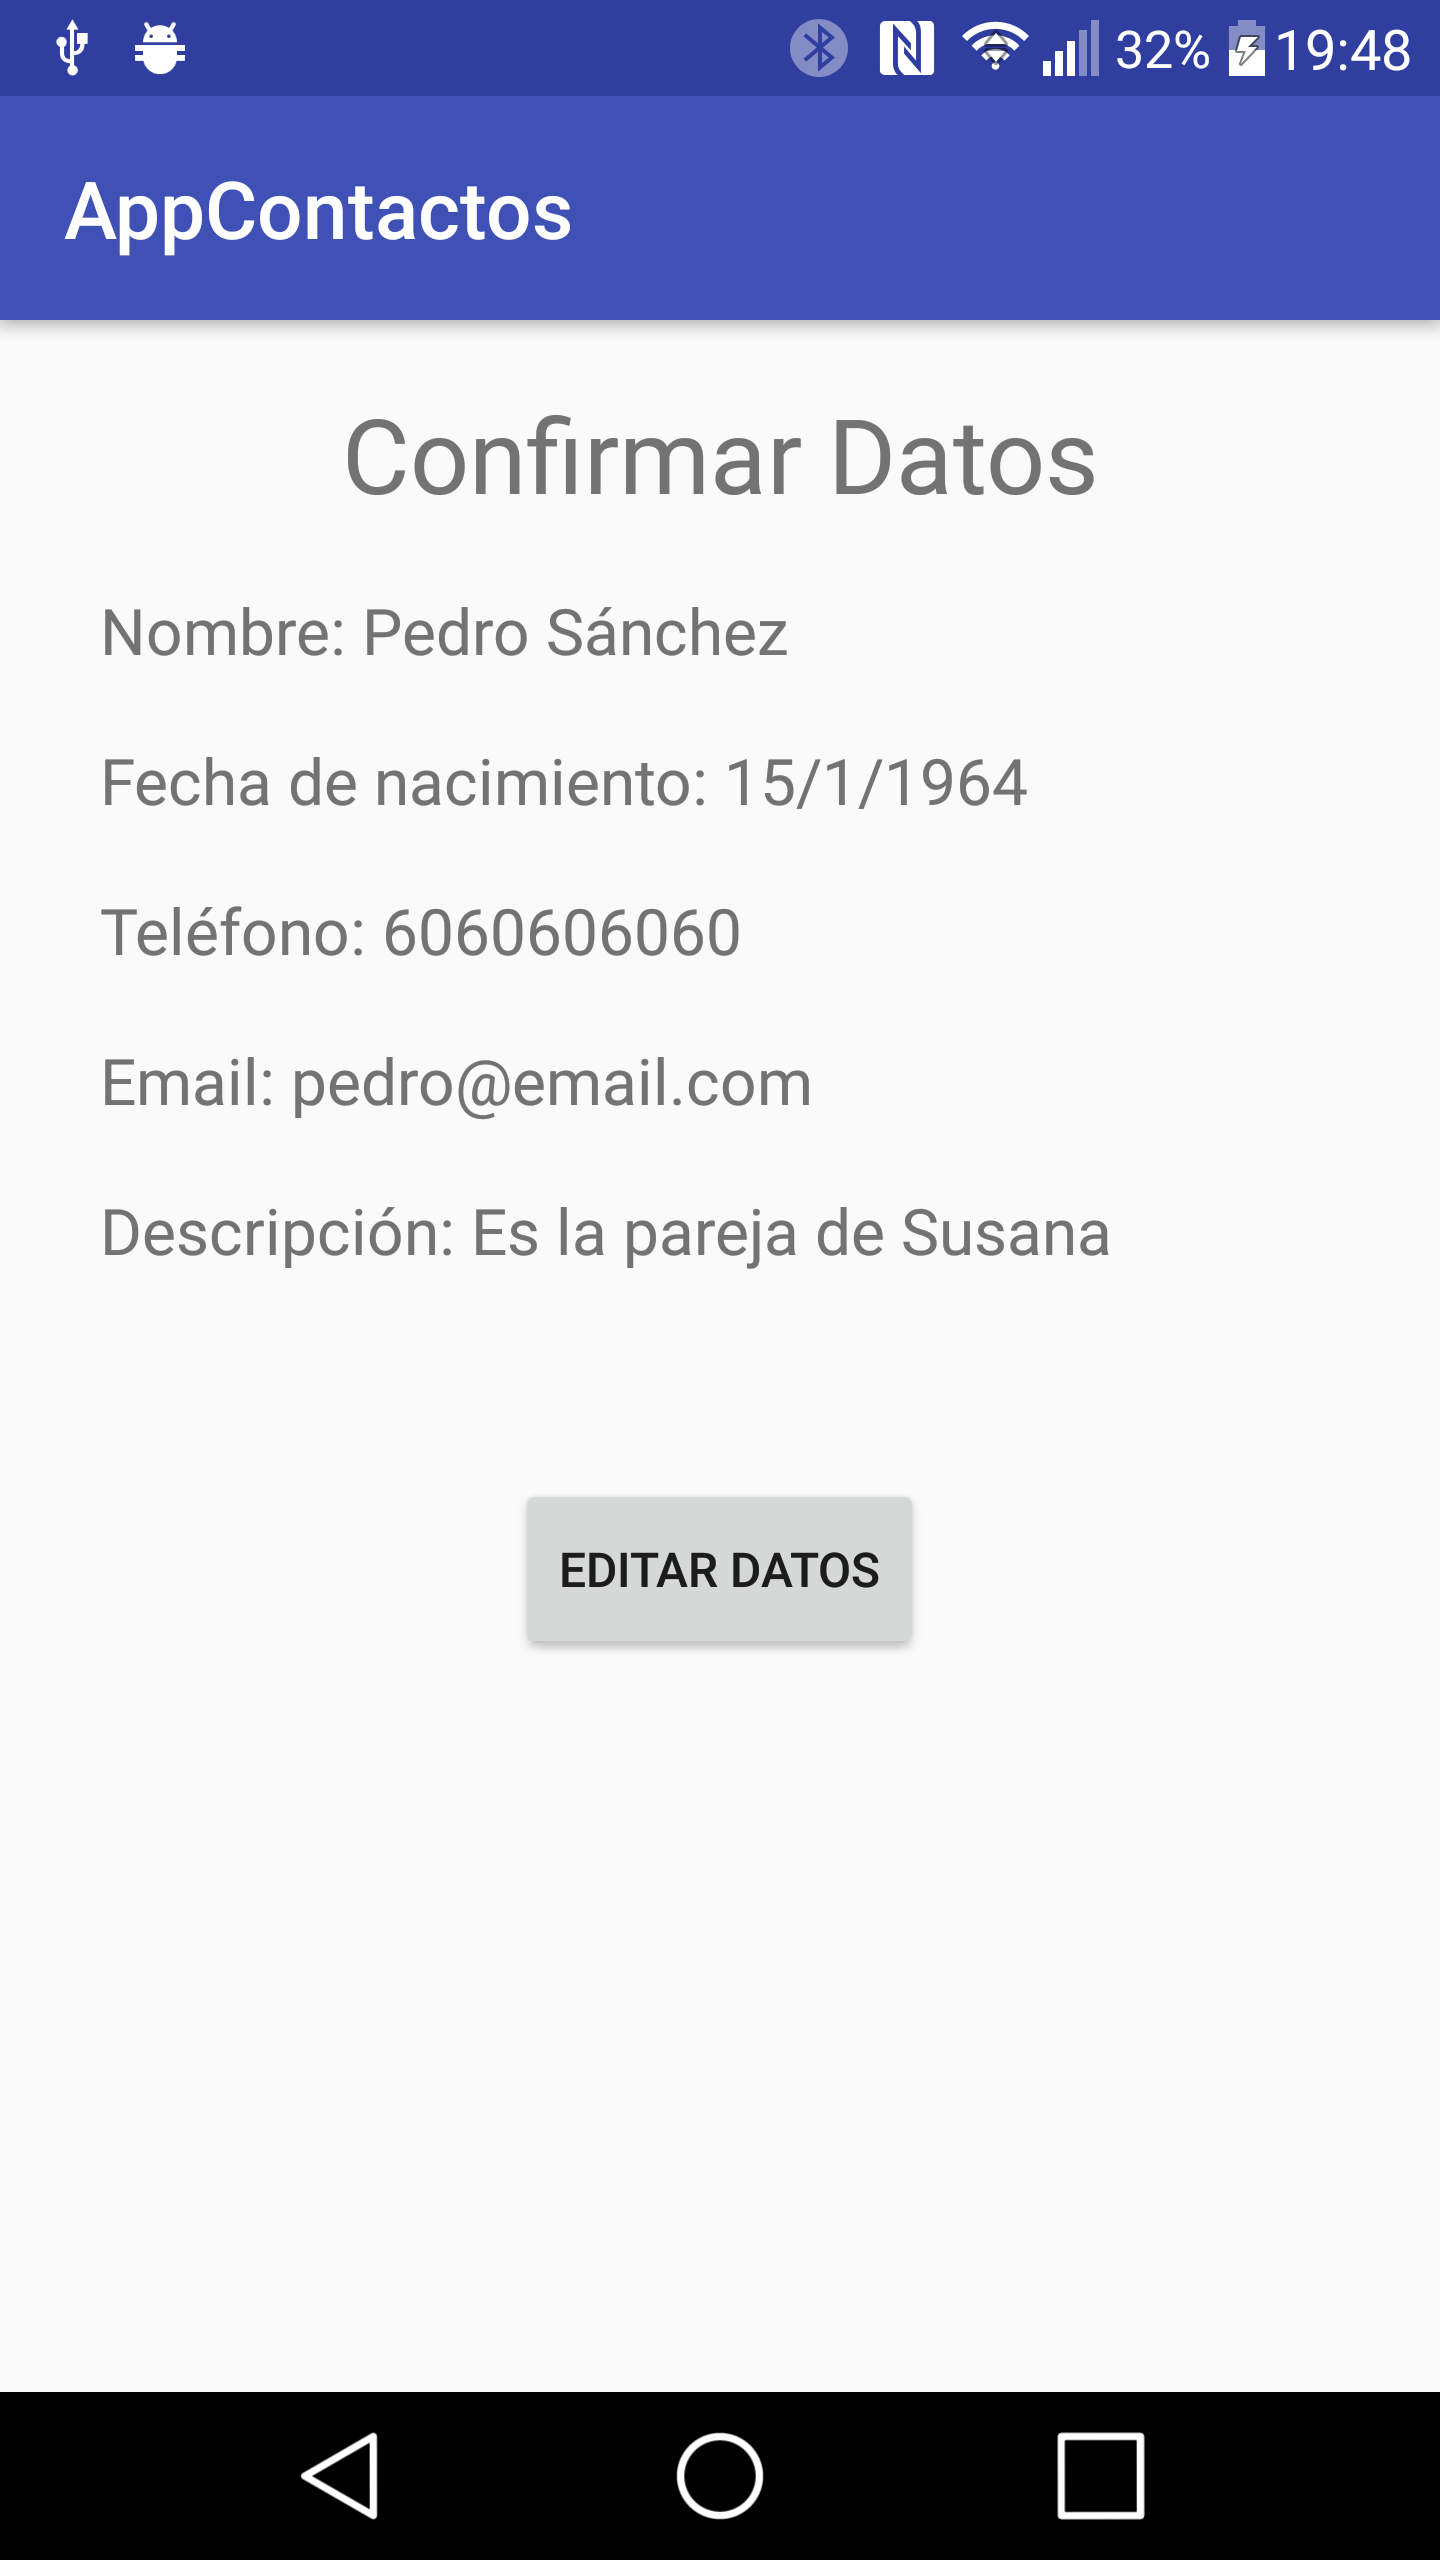 32% 19:48
AppContactos
Confirmar Datos
Nombre: Pedro Sánchez
Fecha de nacimiento: 15/1/1964
Teléfono: 6060606060
Email: pedro@email.com
Descripción: Es la pareja de Susana
EDITAR DATOS